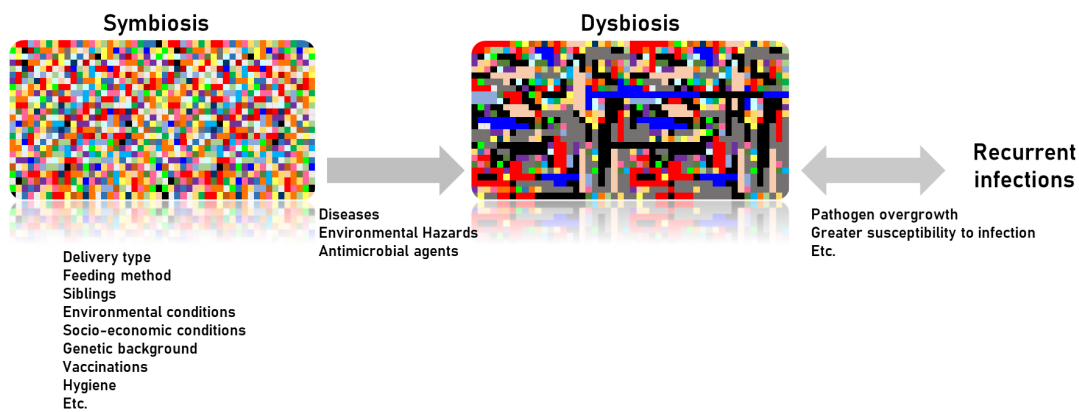 Symbiosis
Dysbiosis
Recurrent
infections
Diseases
Environmental Hazards
Antimicrobial agents
Pathogen overgrowth
Greater susceptibility to infection
Etc.
Delivery type
Feeding method
Siblings
Environmental conditions
Socio-economic conditions
Genetic background
Vaccinations
Hygiene
Etc.